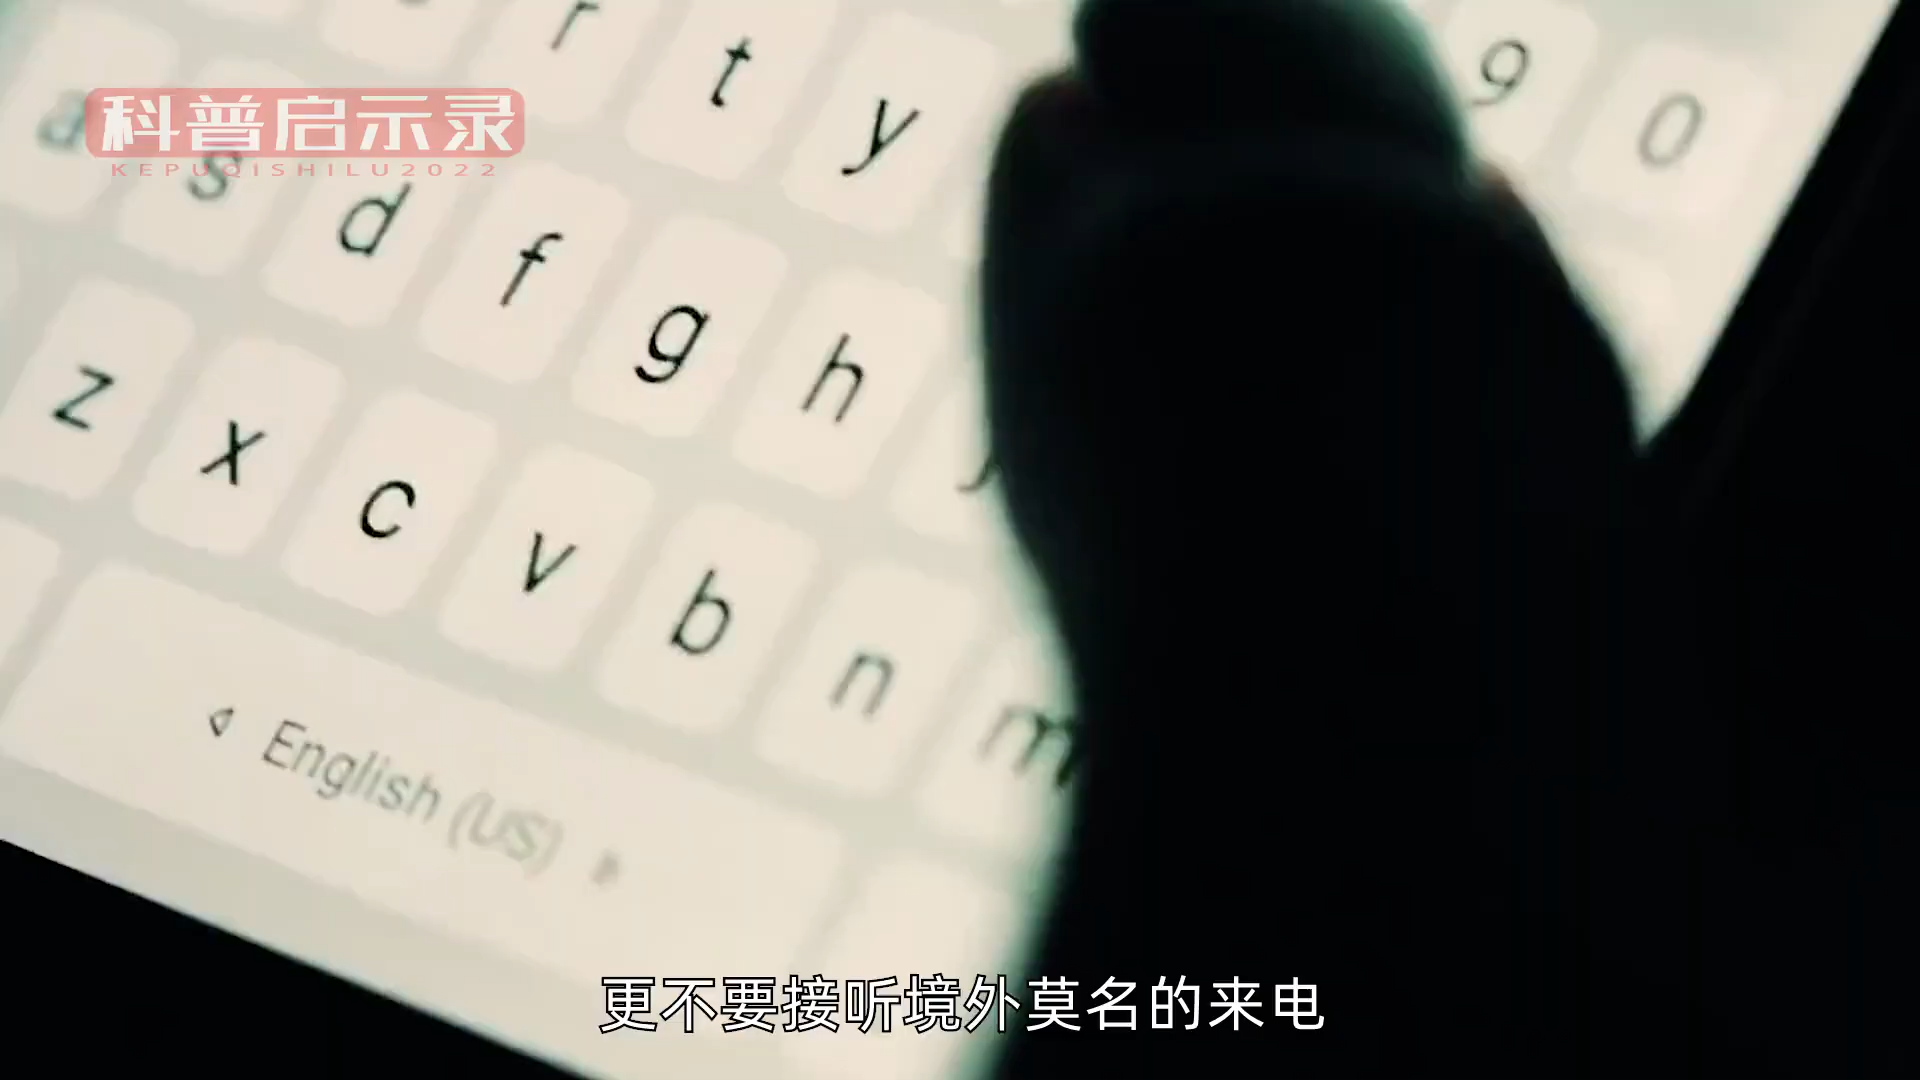 r t y 9 0
科普启示录
KEPUQISHILU2022
a s d f g h j
z x c v b n m
◁ English (US)
更不要接听境外莫名的来电